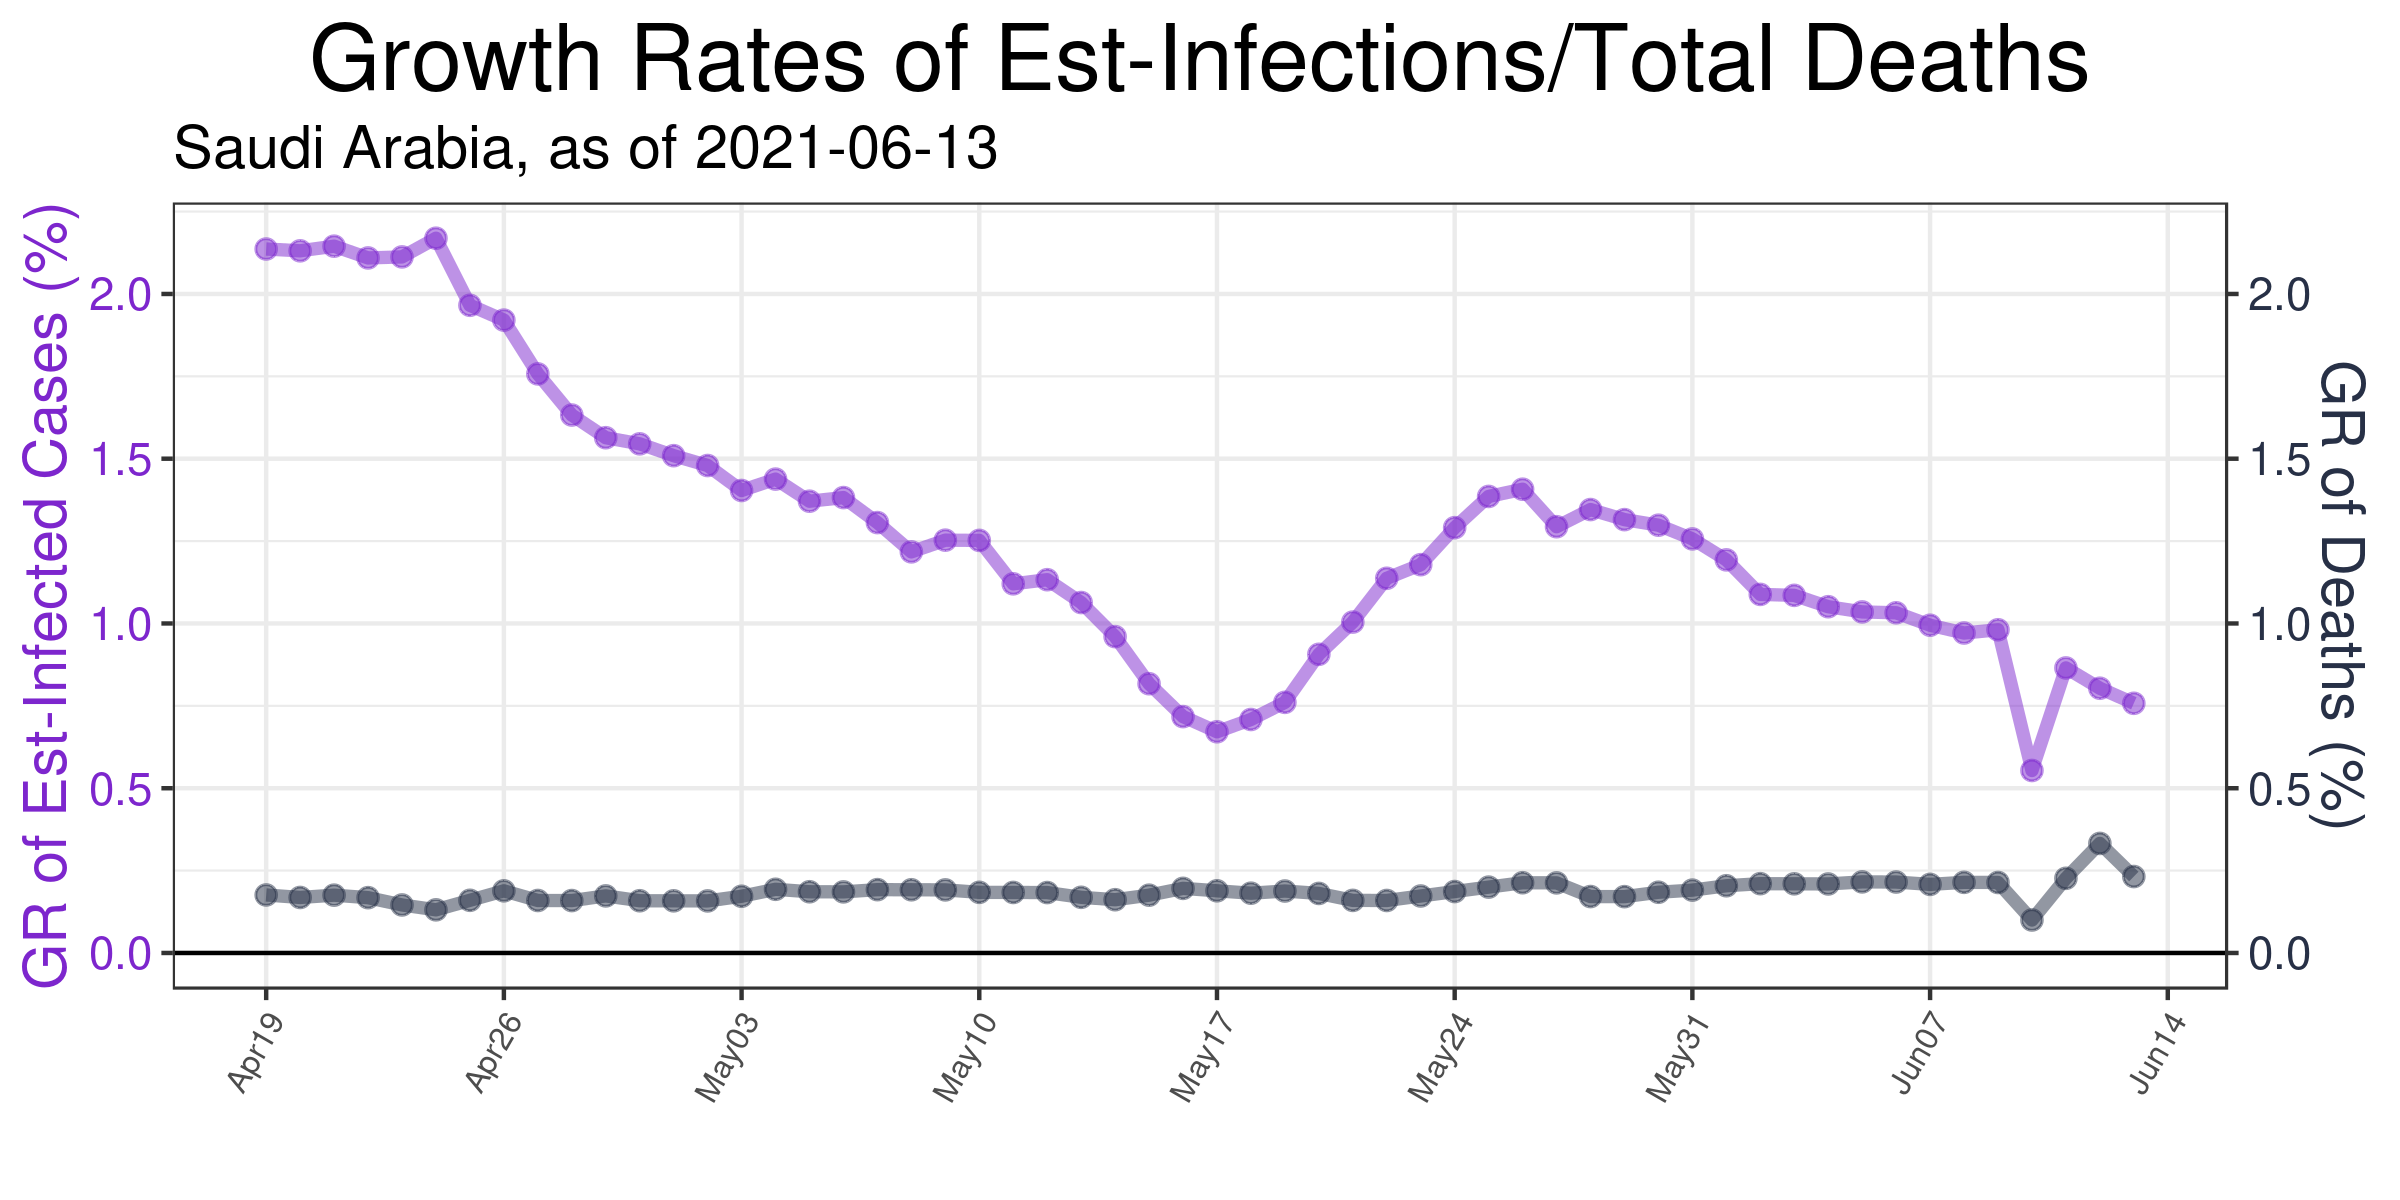 Growth Rates of Est-Infections/Total Deaths
Saudi Arabia, as of 2021-06-13
GR of Est-Infected Cases (%)
2.0
1.5
1.0
0.5
0.0
2.0
1.5
1.0
0.5
0.0
GR of Deaths (%)
Apr19
Apr26
May03
May10
May17
May24
May31
Jun07
Jun14